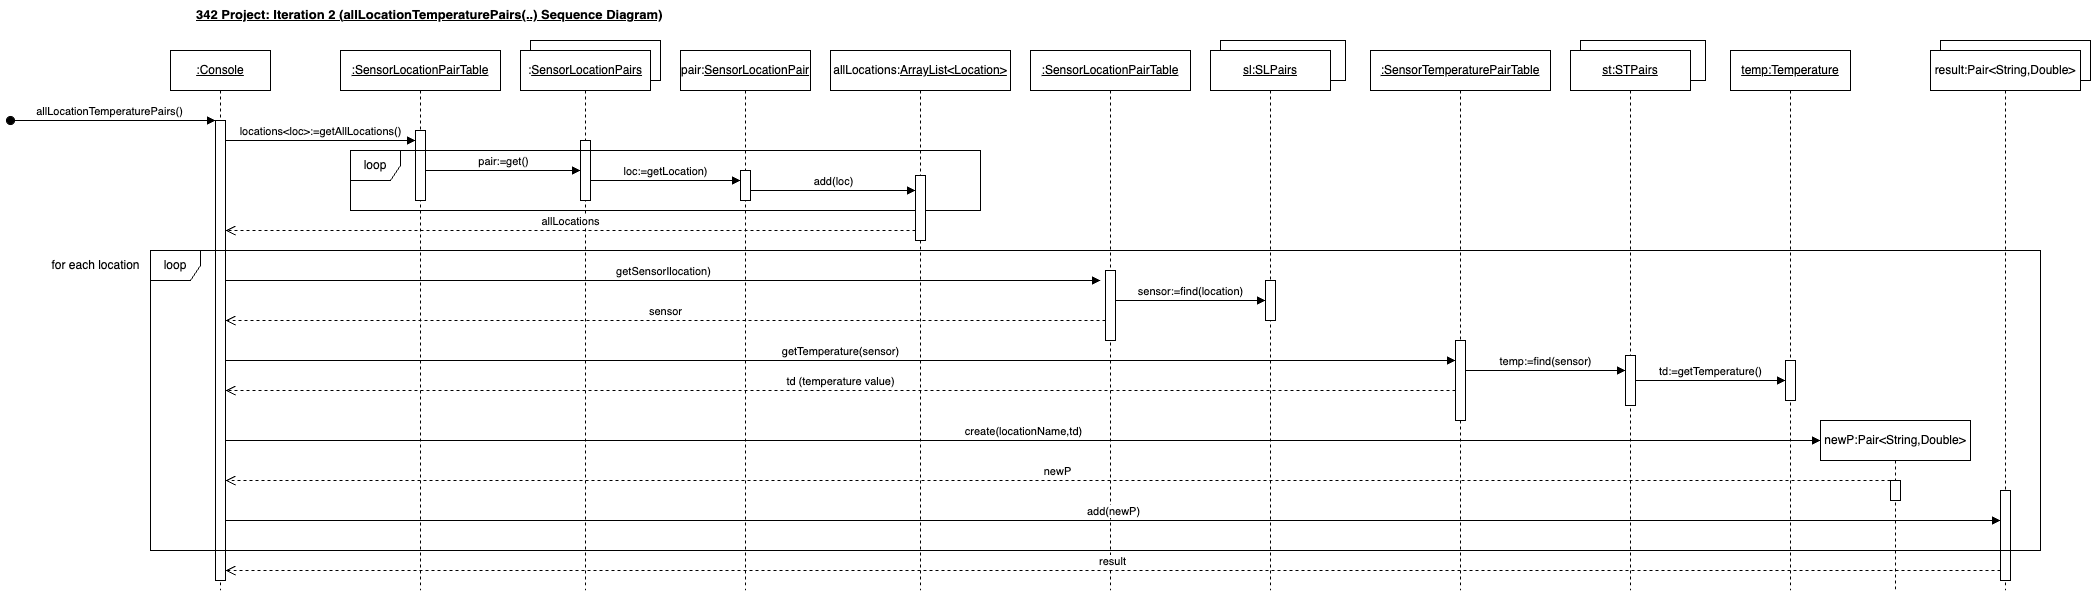 342 Project: Iteration 2 (allLocationTemperaturePairs(..) Sequence Diagram)
:Console
:SensorLocationPairTable
:SensorLocationPairs
pair:SensorLocationPair
allLocations:ArrayList<Location>
:SensorLocationPairTable
sl:SLPairs
:SensorTemperaturePairTable
st:STPairs
temp:Temperature
result:Pair<String,Double>
allLocationTemperaturePairs()
locations<loc>:=getAllLocations()
loop
pair:=get()
loc:=getLocation)
add(loc)
allLocations
for each location
loop
getSensorllocation)
sensor:=find(location)
sensor
getTemperature(sensor)
temp:=find(sensor)
td:=getTemperature()
td (temperature value)
create(locationName,td)
newP:Pair<String,Double>
newP
add(newP)
result